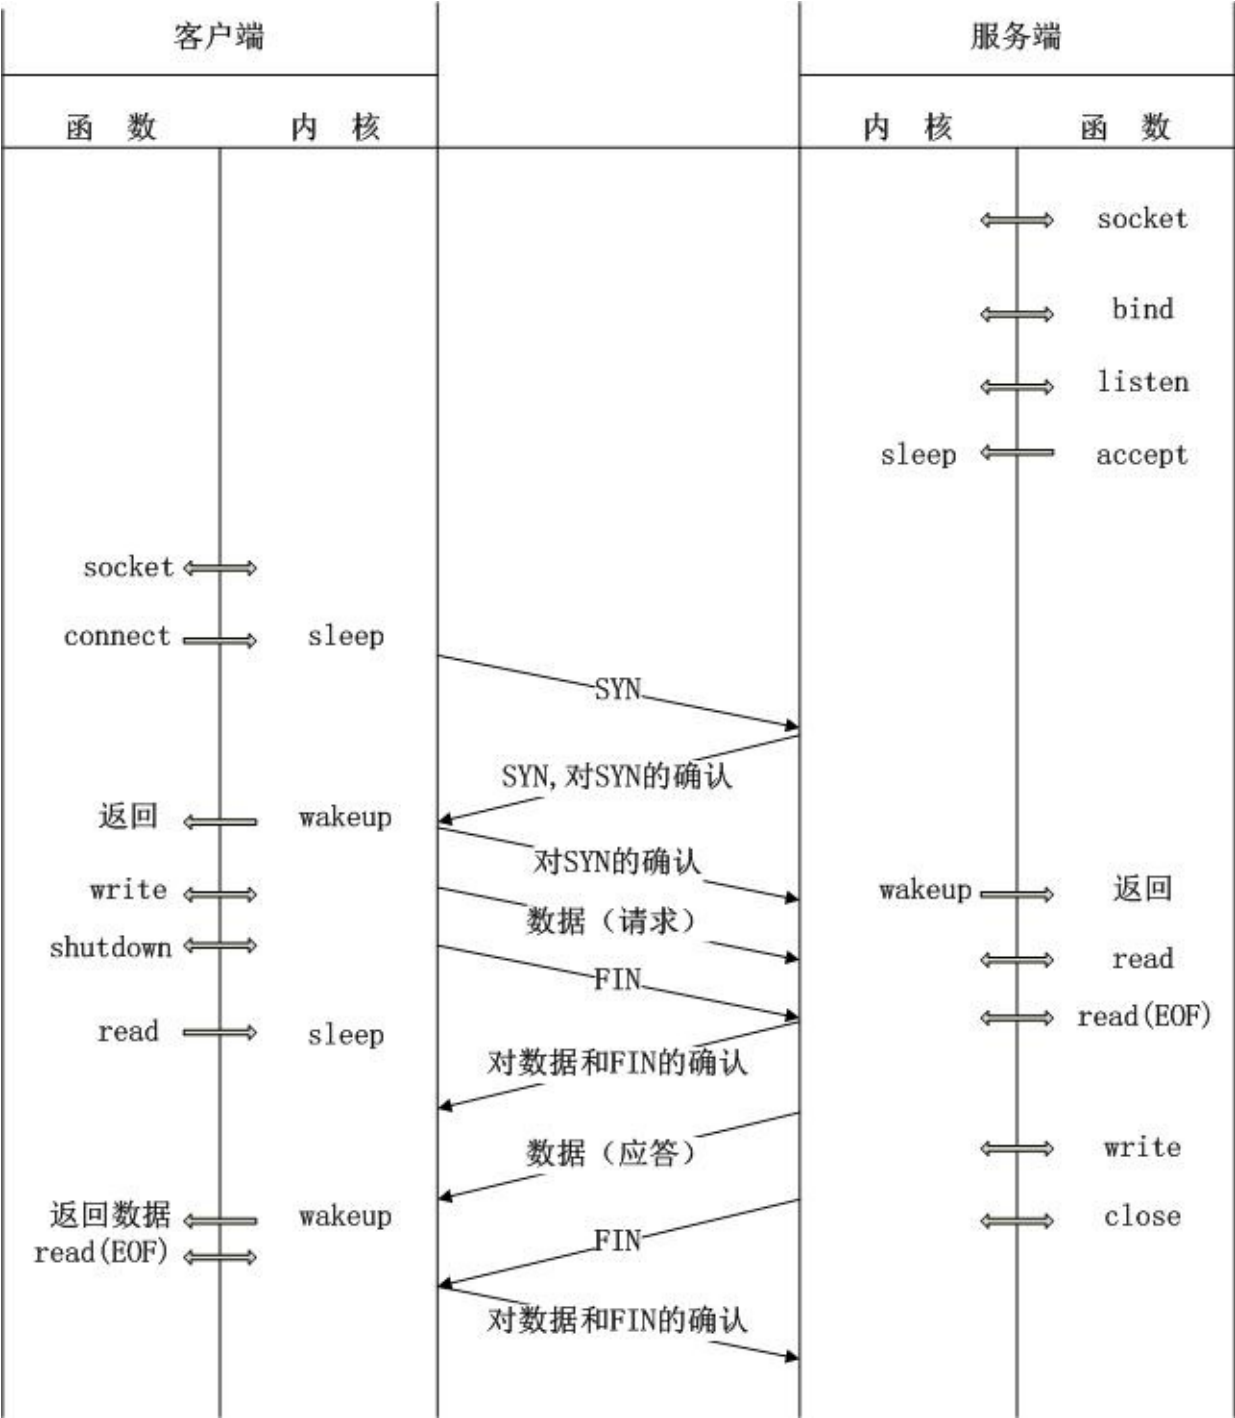 客户端 服务端
函 数 内 核 内 核 函 数
socket
bind
listen
sleep accept
socket
connect sleep
SYN
SYN,对SYN的确认
返回 wakeup
对SYN的确认
write wakeup 返回
数据（请求）
shutdown read
FIN
read sleep read(EOF)
对数据和FIN的确认
数据（应答） write
返回数据 wakeup close
read(EOF) FIN
对数据和FIN的确认